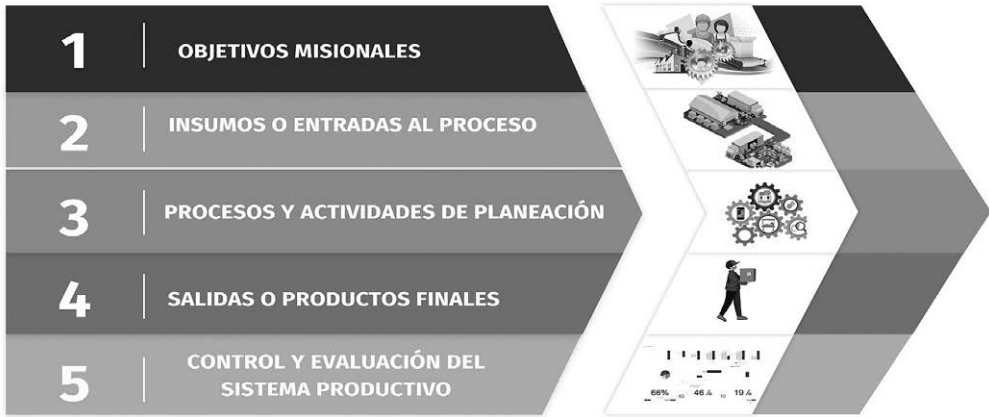 1
OBJETIVOS MISIONALES
2
INSUMOS O ENTRADAS AL PROCESO
3
PROCESOS Y ACTIVIDADES DE PLANEACIÓN
4
SALIDAS O PRODUCTOS FINALES
5
CONTROL Y EVALUACIÓN DEL
SISTEMA PRODUCTIVO
66%